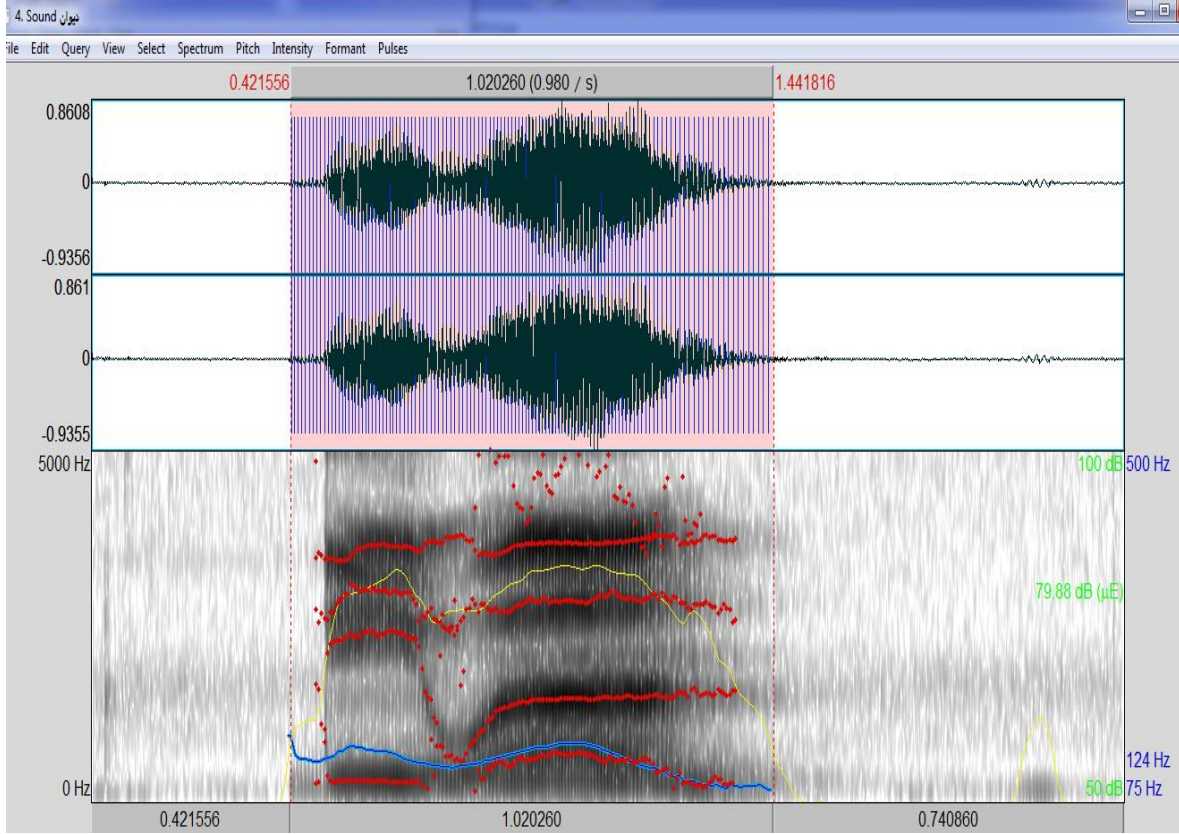 4. Sound ديوان
File Edit Query View Select Spectrum Pitch Intensity Formant Pulses
0.421556 1.020260 (0.980 / s) 1.441816
0.8608
0
-0.9356
0.861
0
-0.9355
5000 Hz 100 dB 500 Hz
79.88 dB (µE)
124 Hz
0 Hz 50 dB 75 Hz
0.421556 1.020260 0.740860